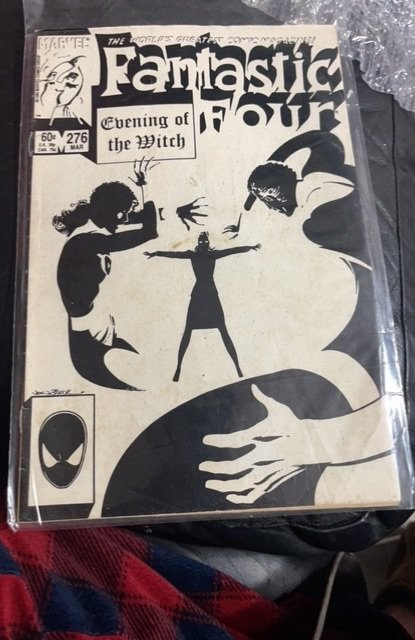 MARVEL
THE WORLD'S GREATEST COMIC MAGAZINE!
Fantastic
Four
Evening of
the Witch
60¢
276
MAR